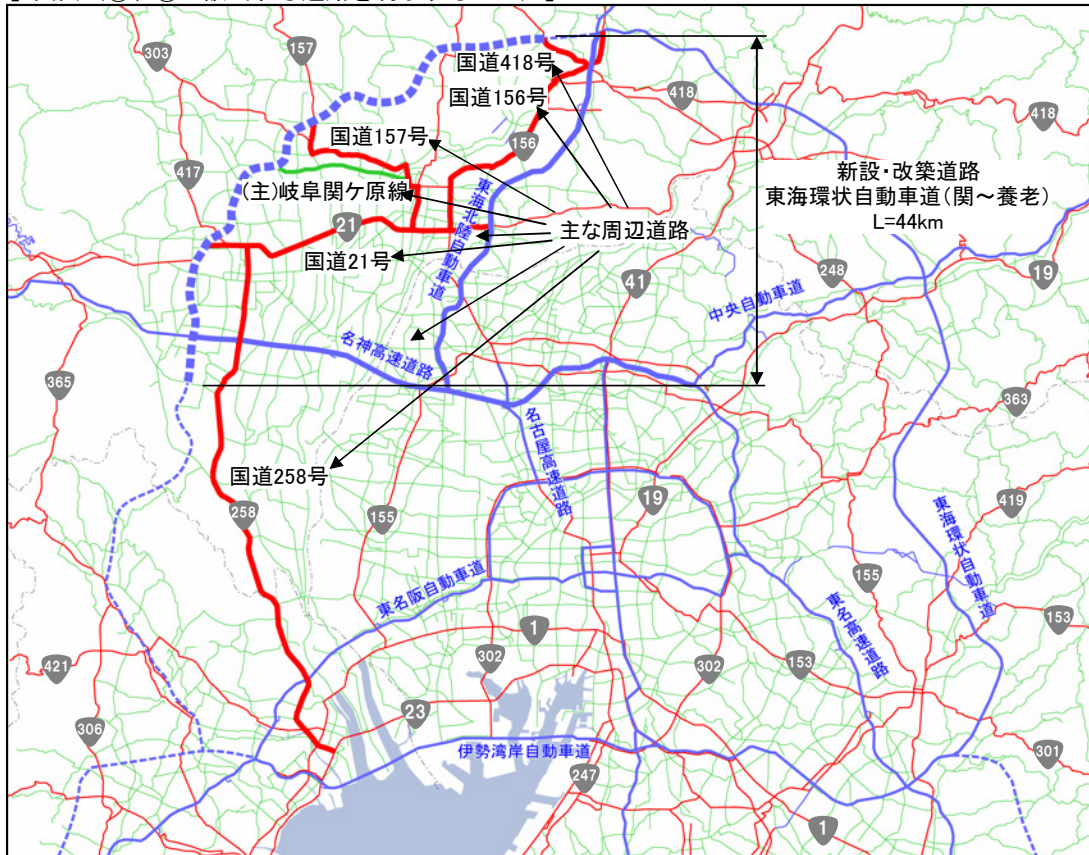 303
157
国道418号
418
国道156号
418
国道157号
156
417
新設・改築道路
東海環状自動車道(関～養老)
L=44km
(主)岐阜関ケ原線
東海北陸自動車道
21
主な周辺道路
国道21号
248
19
41
中央自動車道
名神高速道路
365
363
名古屋高速道路
国道258号
19
419
258
155
東海環状自動車道
155
東名阪自動車道
東名高速道路
1
153
421
302
302
153
23
306
伊勢湾岸自動車道
301
247
1